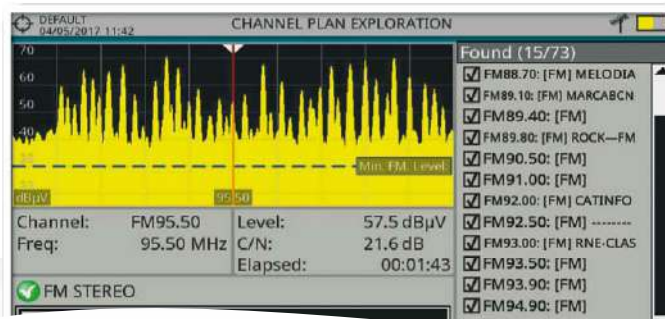 DEFAULT
04/05/2017 11:42
CHANNEL PLAN EXPLORATION
70
60
50
40
Min. FM. Level
dBµV
95.50
Channel: FM95.50
Freq: 95.50 MHz
Level: 57.5 dBµV
C/N: 21.6 dB
Elapsed: 00:01:43
FM STEREO
Found (15/73)
FM88.70: [FM] MELODIA
FM89.10: [FM] MARCABCN
FM89.40: [FM]
FM89.80: [FM] ROCK—FM
FM90.50: [FM]
FM91.00: [FM]
FM92.00: [FM] CATINFO
FM92.50: [FM] --------
FM93.00: [FM] RNE-CLAS
FM93.50: [FM]
FM93.90: [FM]
FM94.90: [FM]